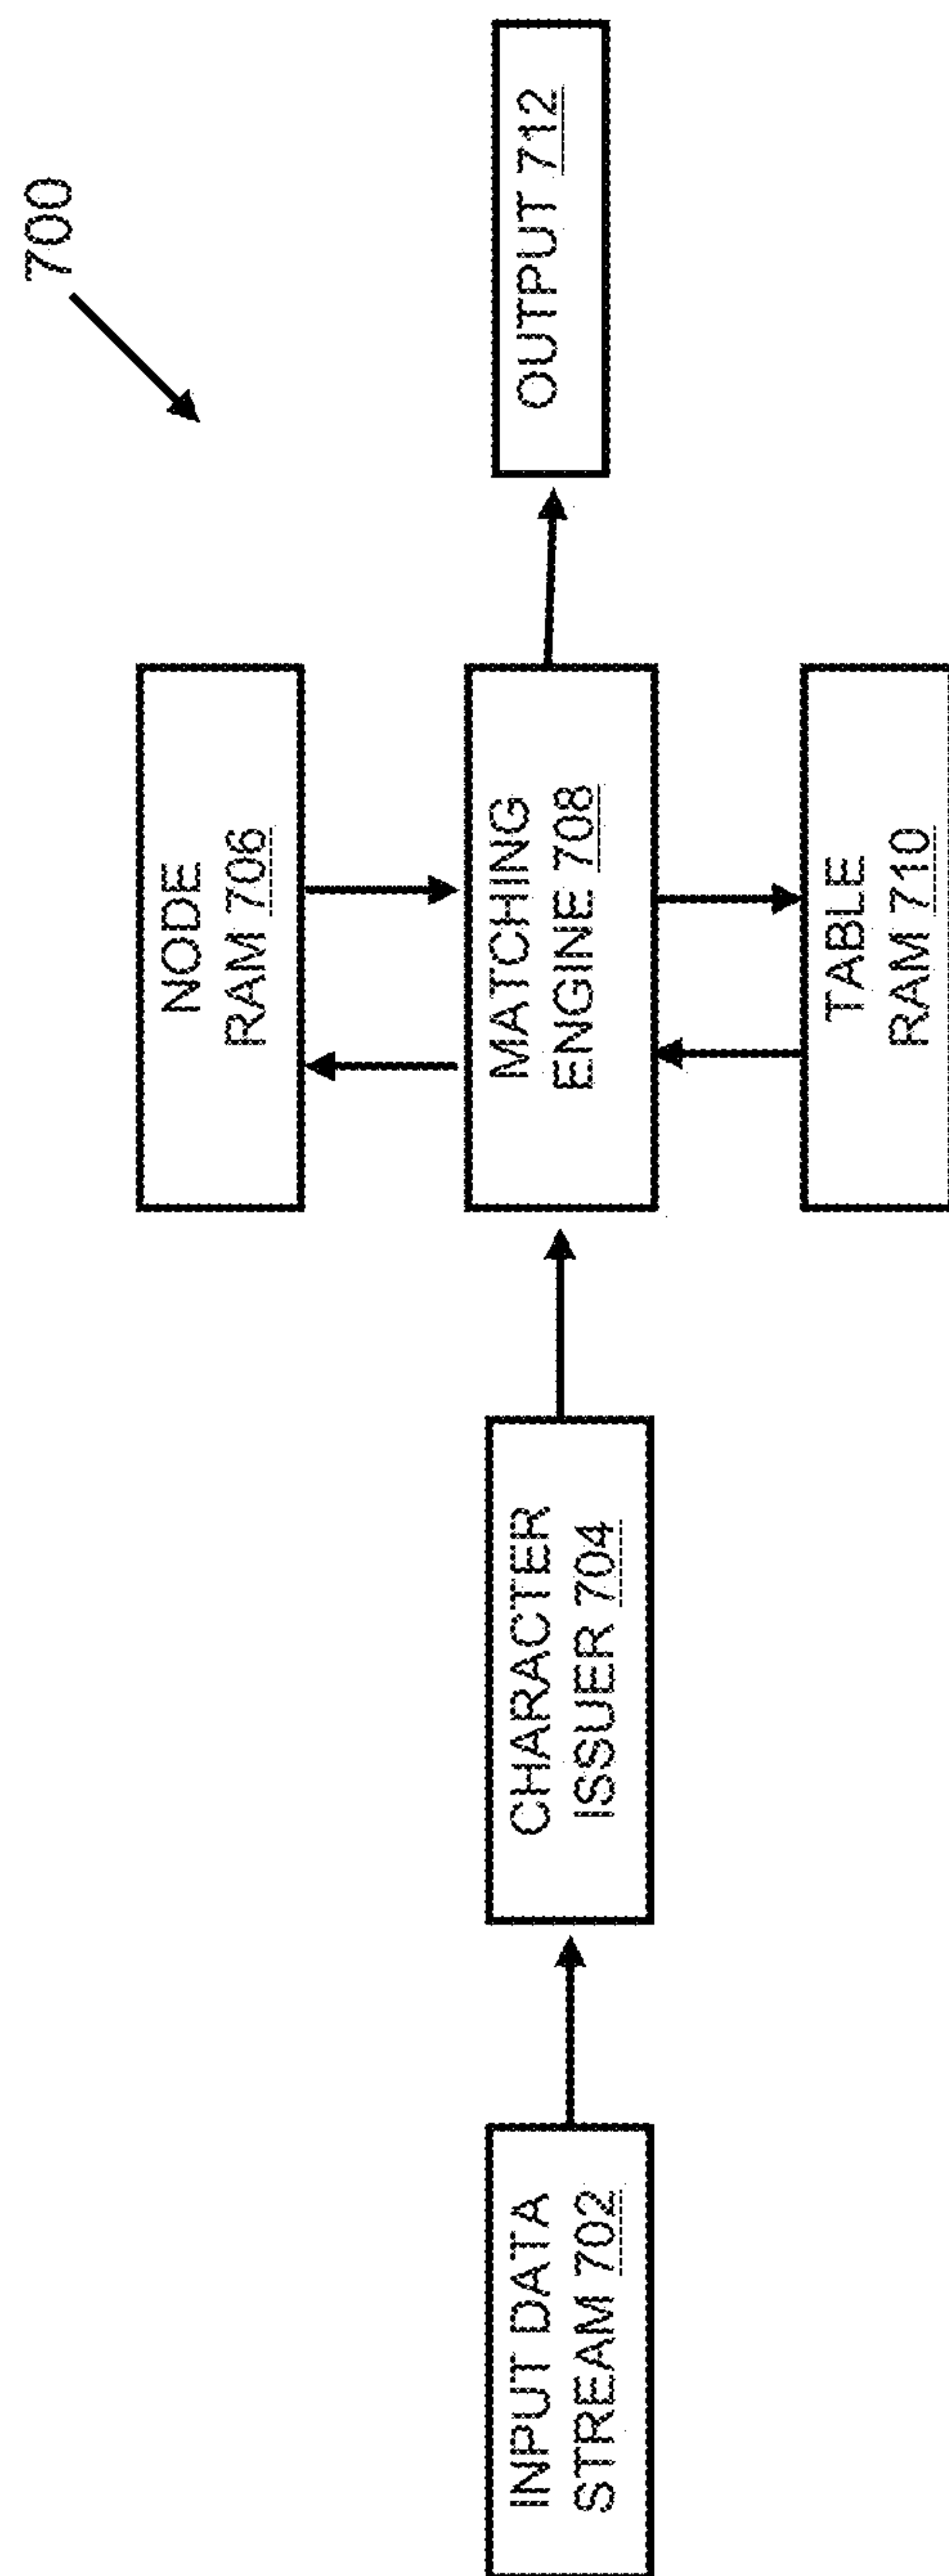 700
INPUT DATA
STREAM 702
CHARACTER
ISSUER 704
NODE
RAM 706
MATCHING
ENGINE 708
TABLE
RAM 710
OUTPUT 712